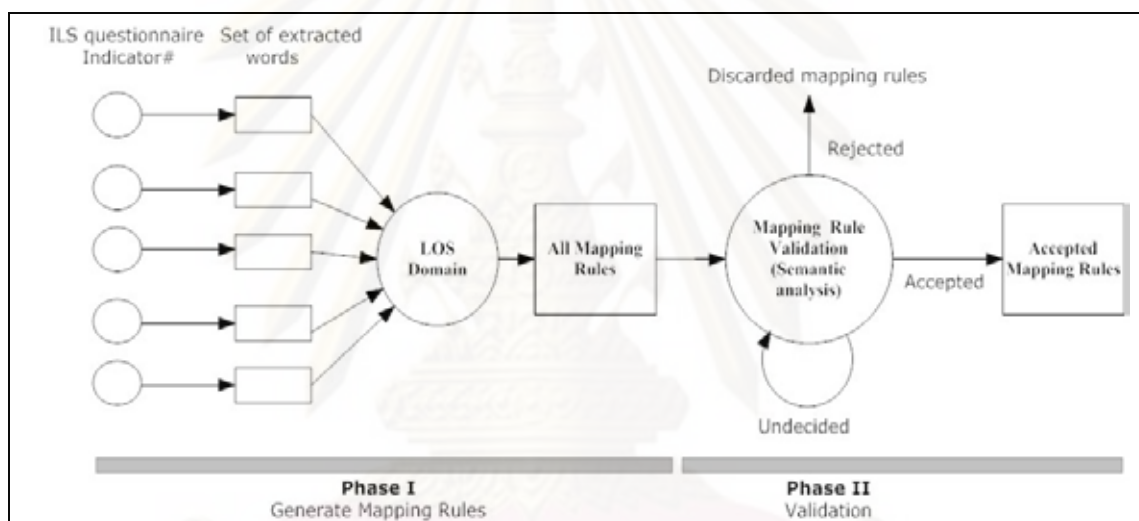 ILS questionnaire
Indicator#
Set of extracted
words
LOS
Domain
All Mapping
Rules
Discarded mapping rules
Rejected
Mapping Rule
Validation
(Semantic
analysis)
Accepted
Accepted
Mapping Rules
Undecided
Phase I
Generate Mapping Rules
Phase II
Validation